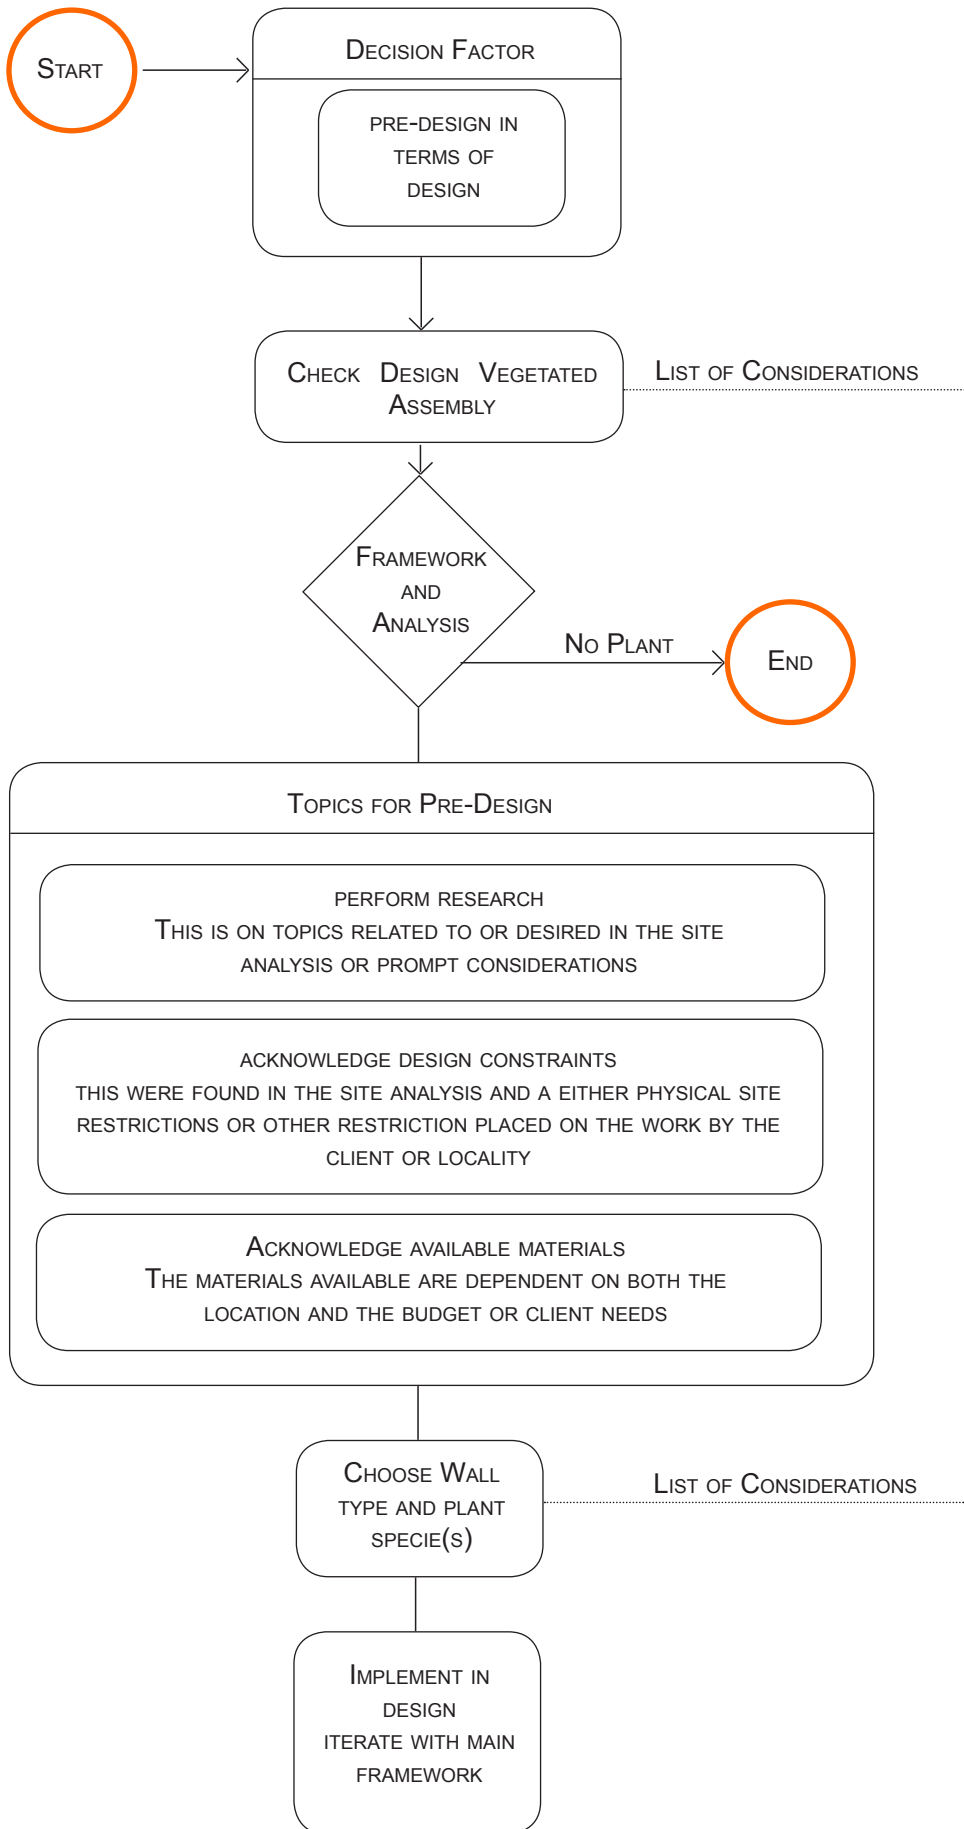 Start
Decision Factor
pre-design in
terms of
design
Check Design Vegetated
Assembly
List of Considerations
Framework
and
Analysis
No Plant
End
Topics for Pre-Design
perform research
This is on topics related to or desired in the site
analysis or prompt considerations
acknowledge design constraints
this were found in the site analysis and a either physical site
restrictions or other restriction placed on the work by the
client or locality
Acknowledge available materials
The materials available are dependent on both the
location and the budget or client needs
Choose Wall
type and plant
specie(s)
List of Considerations
Implement in
design
iterate with main
framework